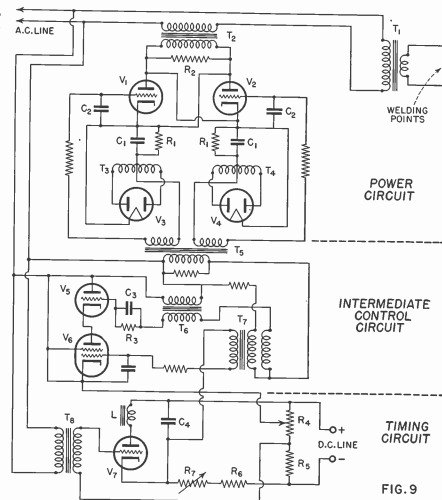 A.C. LINE
T1
T2
R2
V1
V2
C2
C2
WELDING
POINTS
C1
R1
R1
C1
T3
T4
V3
V4
POWER
CIRCUIT
T5
V5
C3
R3
T6
T7
V6
INTERMEDIATE
CONTROL
CIRCUIT
T8
L
C4
R4
+
D.C. LINE
−
TIMING
CIRCUIT
V7
R7
R6
R5
FIG. 9